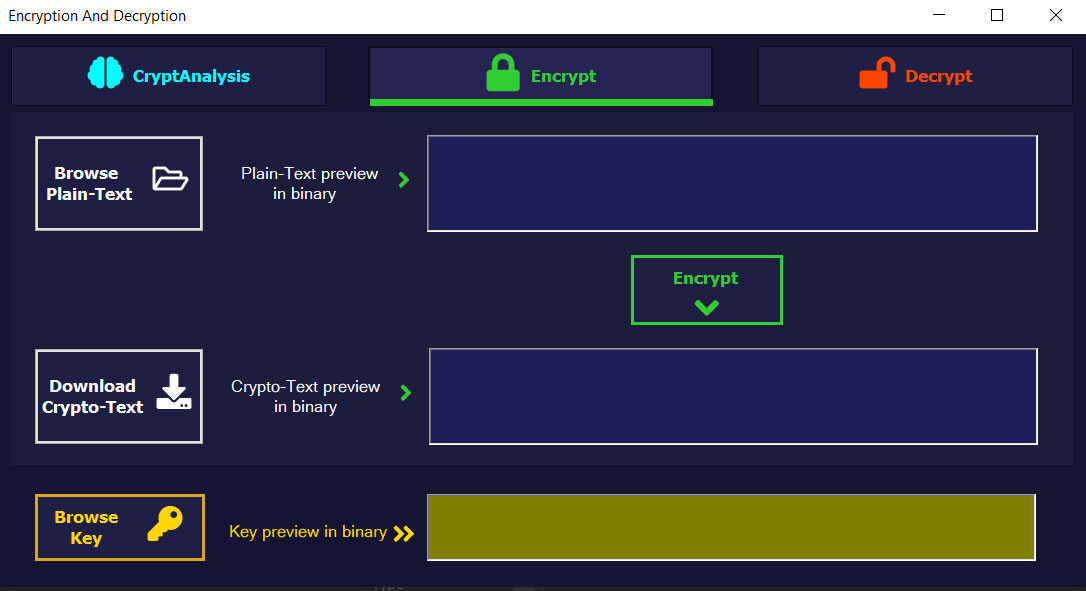 Encryption And Decryption
CryptAnalysis
Encrypt
Decrypt
Browse
Plain-Text
Plain-Text preview
in binary
Encrypt
Download
Crypto-Text
Crypto-Text preview
in binary
Browse
Key
Key preview in binary